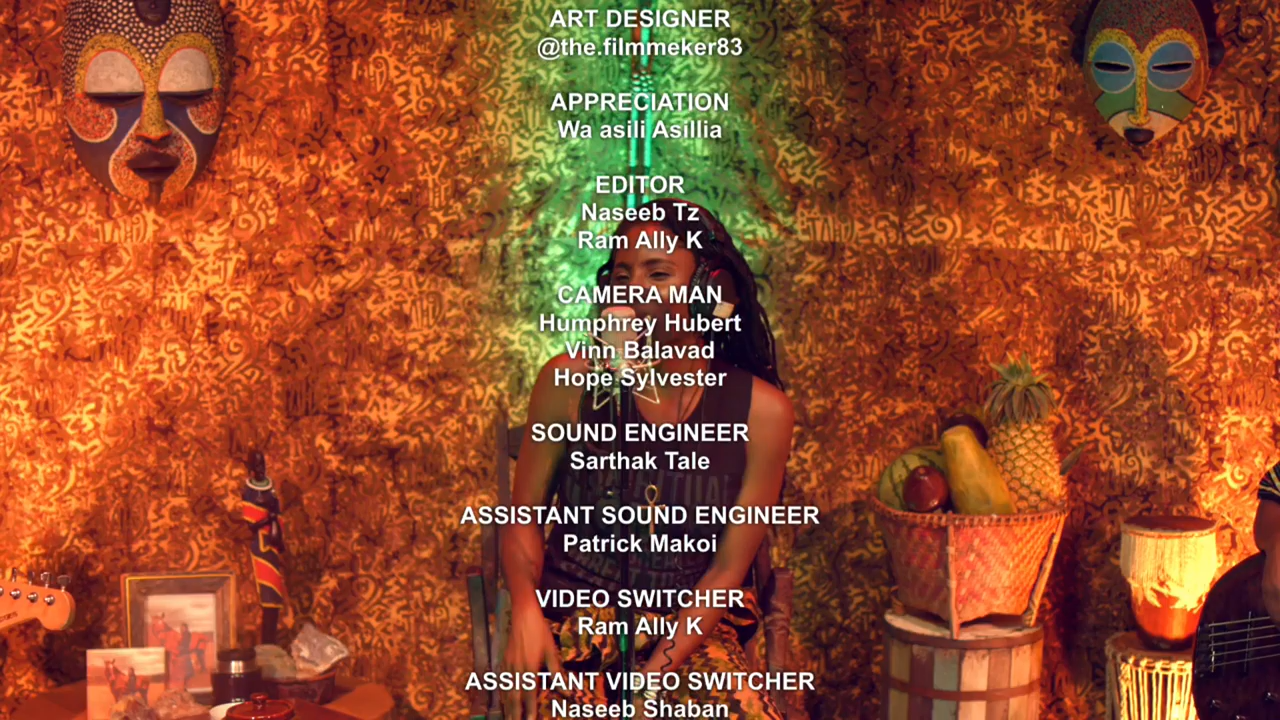 ART DESIGNER
@the.filmmeker83
APPRECIATION
Wa asili Asillia
EDITOR
Naseeb Tz
Ram Ally K
CAMERA MAN
Humphrey Hubert
Vinn Balavad
Hope Sylvester
SOUND ENGINEER
Sarthak Tale
ASSISTANT SOUND ENGINEER
Patrick Makoi
VIDEO SWITCHER
Ram Ally K
ASSISTANT VIDEO SWITCHER
Naseeb Shaban